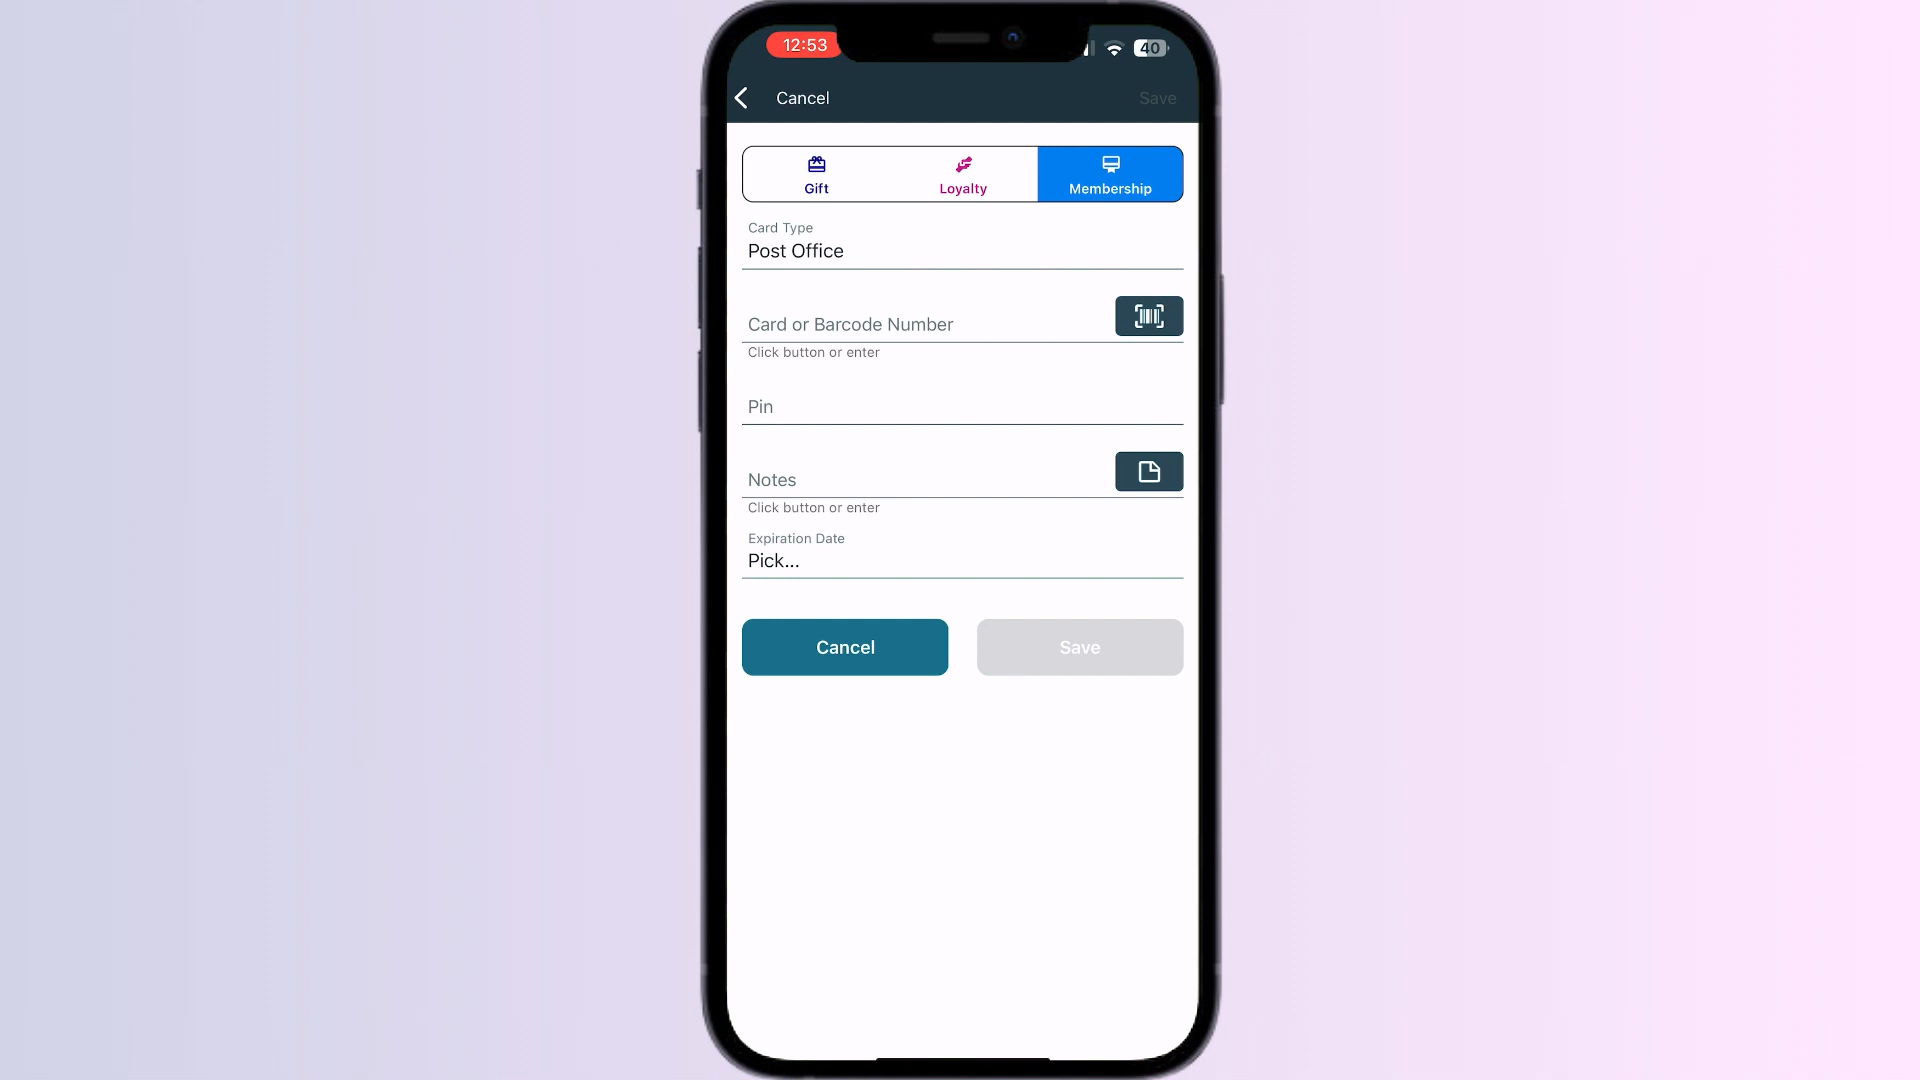 12:53
40
Cancel
Save
Gift
Loyalty
Membership
Card Type
Post Office
Card or Barcode Number
Click button or enter
Pin
Notes
Click button or enter
Expiration Date
Pick...
Cancel
Save